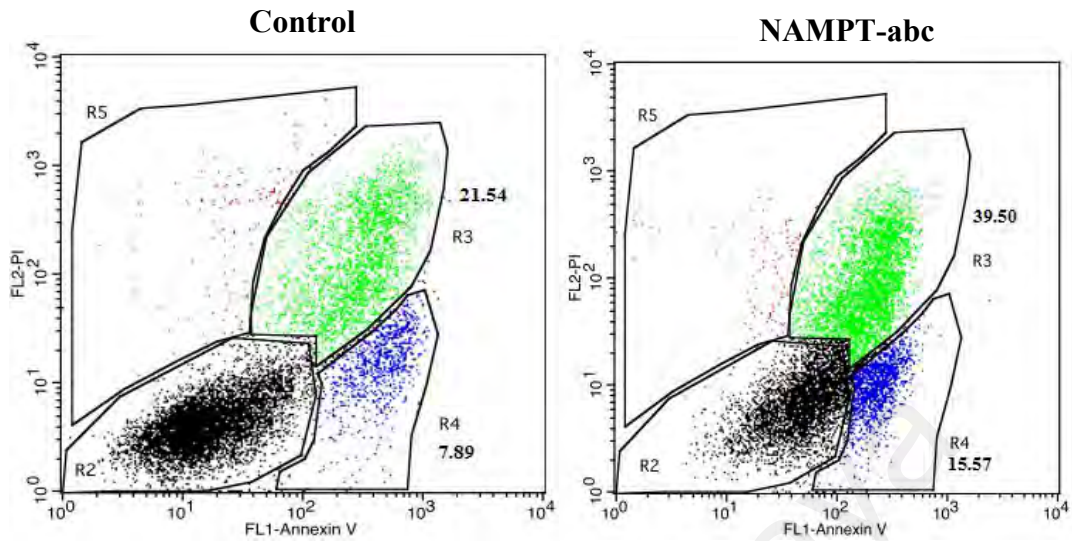 Control
10⁴
10³
10²
10¹
10⁰
FL2-PI
R5
21.54
R3
R4
7.89
R2
10⁰ 10¹ 10² 10³ 10⁴
FL1-Annexin V
NAMPT-abc
10⁴
10³
10²
10¹
10⁰
FL2-PI
R5
39.50
R3
R4
15.57
R2
10⁰ 10¹ 10² 10³ 10⁴
FL1-Annexin V